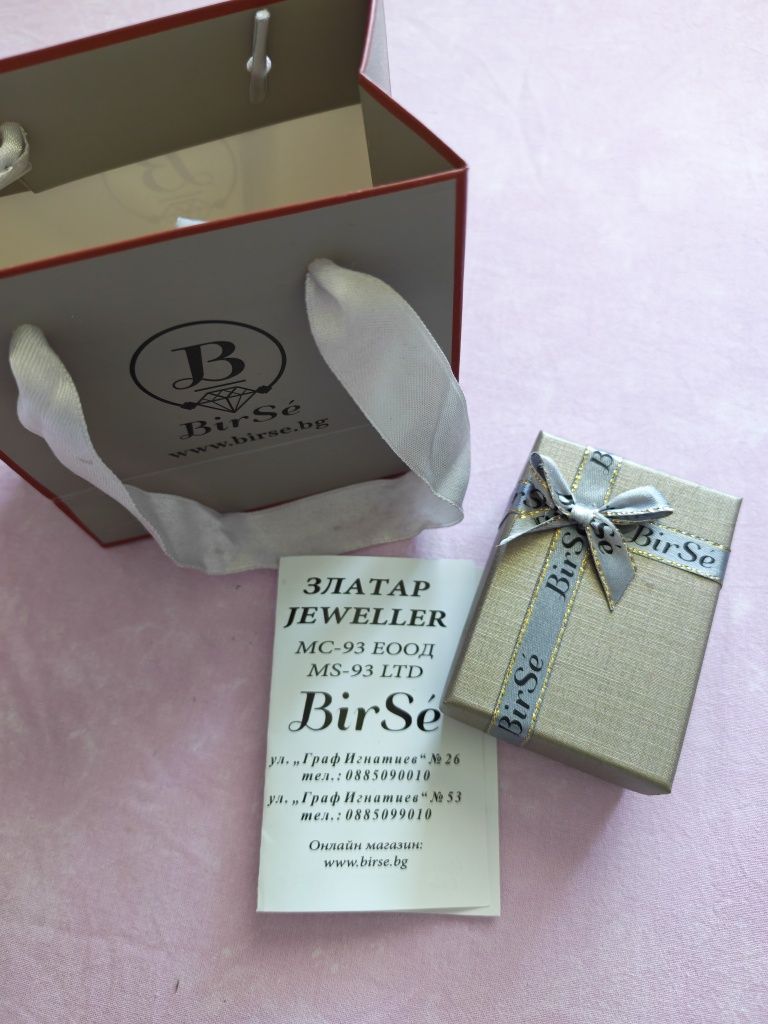 B
BirSé
www.birse.bg
BirSé
BirSé
BirSé
ЗЛАТАР
JEWELLER
МС-93 ЕООД
MS-93 LTD
BirSé
ул. „Граф Игнатиев“ № 26
тел.: 0885090010
ул. „Граф Игнатиев“ № 53
тел.: 0885099010
Онлайн магазин:
www.birse.bg